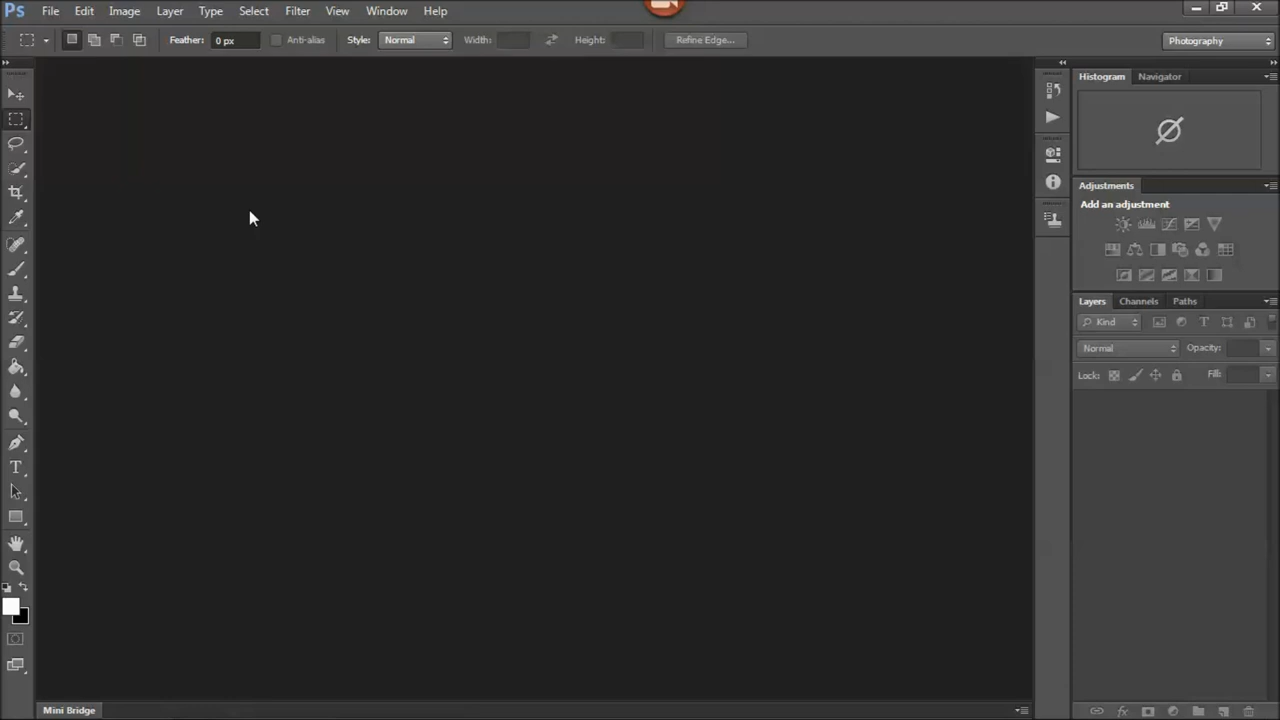 Ps File Edit Image Layer Type Select Filter View Window Help
Feather: 0 px Anti-alias Style: Normal Width: Height: Refine Edge... Photography
Histogram Navigator
Adjustments
Add an adjustment
Layers Channels Paths
Kind T
Normal Opacity:
Lock: Fill:
T
Mini Bridge
fx